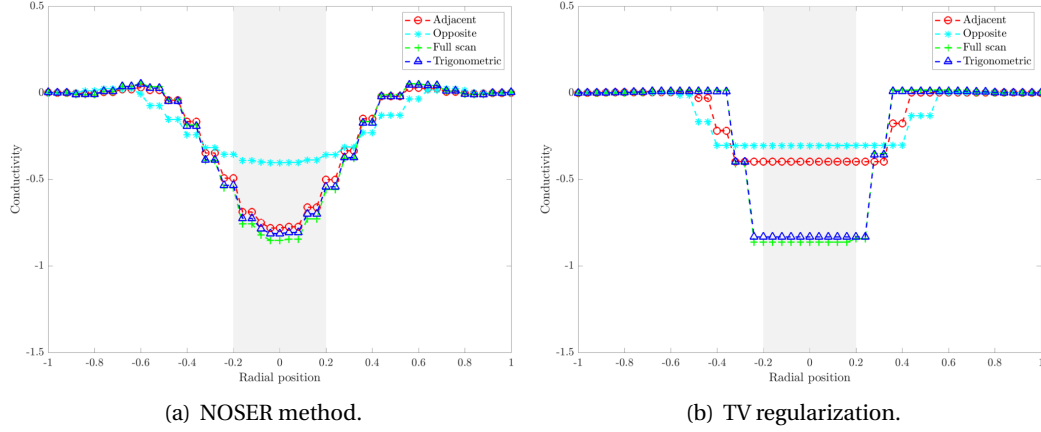 0.5
0
-0.5
-1
-1.5
Conductivity
-1 -0.8 -0.6 -0.4 -0.2 0 0.2 0.4 0.6 0.8 1
Radial position
Adjacent
Opposite
Full scan
Trigonometric
(a) NOSER method.
0.5
0
-0.5
-1
-1.5
Conductivity
-1 -0.8 -0.6 -0.4 -0.2 0 0.2 0.4 0.6 0.8 1
Radial position
Adjacent
Opposite
Full scan
Trigonometric
(b) TV regularization.